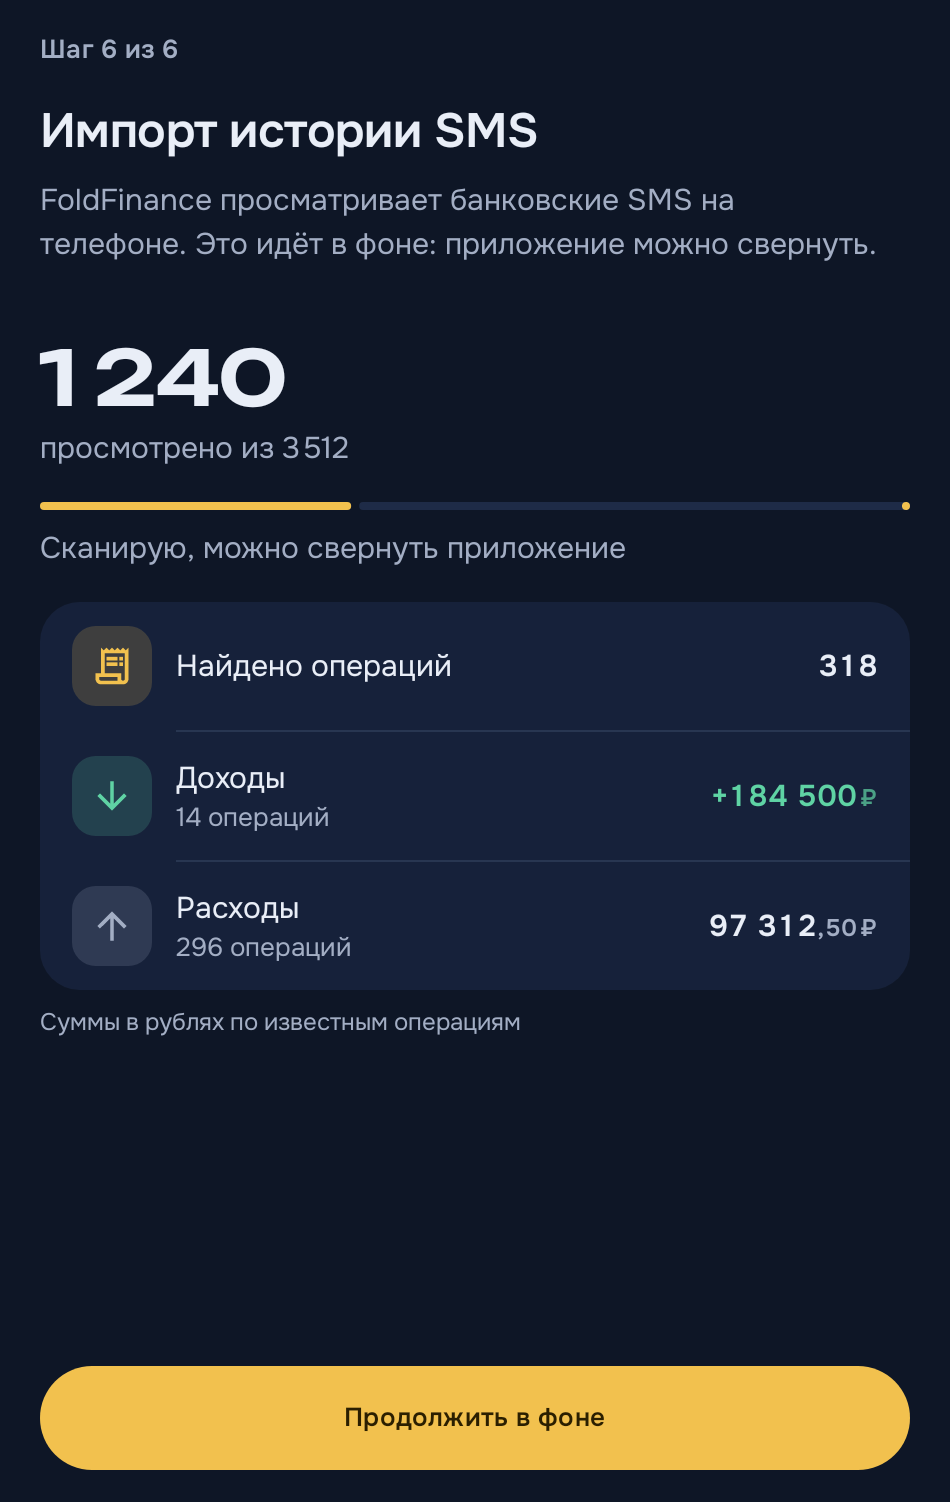 Шаг 6 из 6
Импорт истории SMS
FoldFinance просматривает банковские SMS на
телефоне. Это идёт в фоне: приложение можно свернуть.
1 240
просмотрено из 3 512
Сканирую, можно свернуть приложение
Найдено операций 318
Доходы
14 операций
+184 500 ₽
Расходы
296 операций
97 312,50 ₽
Суммы в рублях по известным операциям
Продолжить в фоне